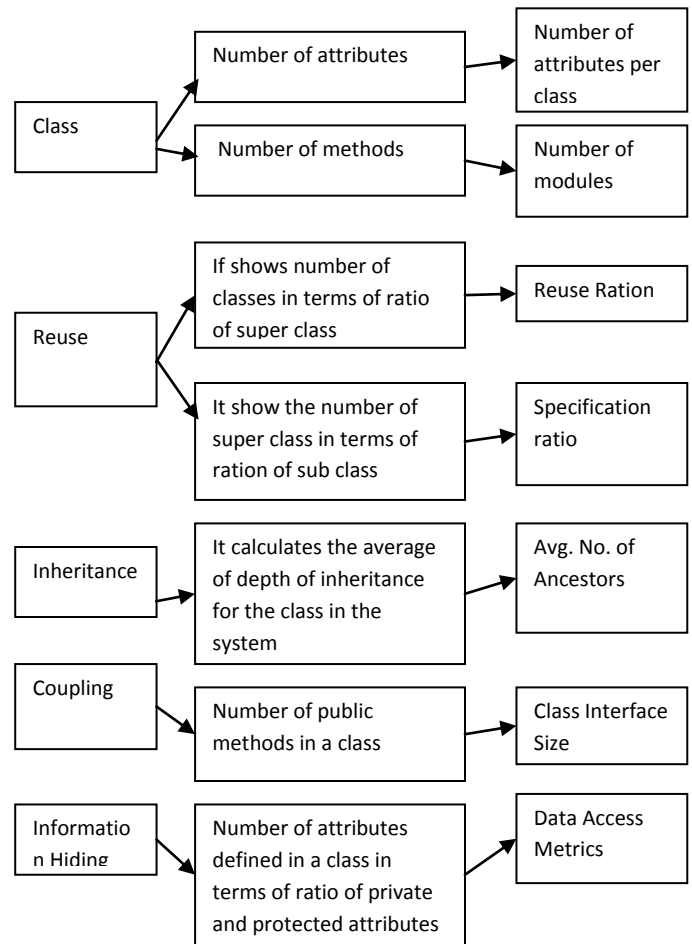 Class
Number of attributes
Number of
attributes per
class
Number of methods
Number of
modules
Reuse
If shows number of
classes in terms of ratio
of super class
Reuse Ration
It show the number of
super class in terms of
ration of sub class
Specification
ratio
Inheritance
It calculates the average
of depth of inheritance
for the class in the
system
Avg. No. of
Ancestors
Coupling
Number of public
methods in a class
Class Interface
Size
Informatio
n Hiding
Number of attributes
defined in a class in
terms of ratio of private
and protected attributes
Data Access
Metrics